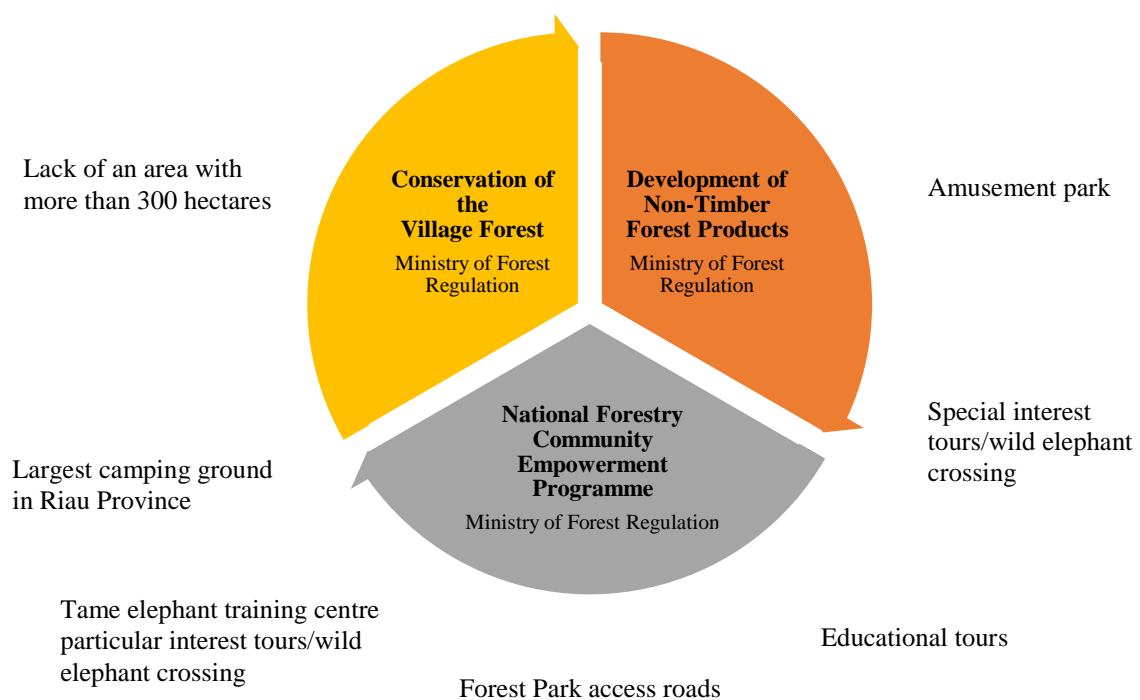 Lack of an area with
more than 300 hectares
Conservation of
the
Village Forest
Ministry of Forest
Regulation
Development of
Non-Timber
Forest Products
Ministry of Forest
Regulation
Amusement park
National Forestry
Community
Empowerment
Programme
Ministry of Forest Regulation
Special interest
tours/wild elephant
crossing
Largest camping ground
in Riau Province
Tame elephant training centre
particular interest tours/wild
elephant crossing
Educational tours
Forest Park access roads